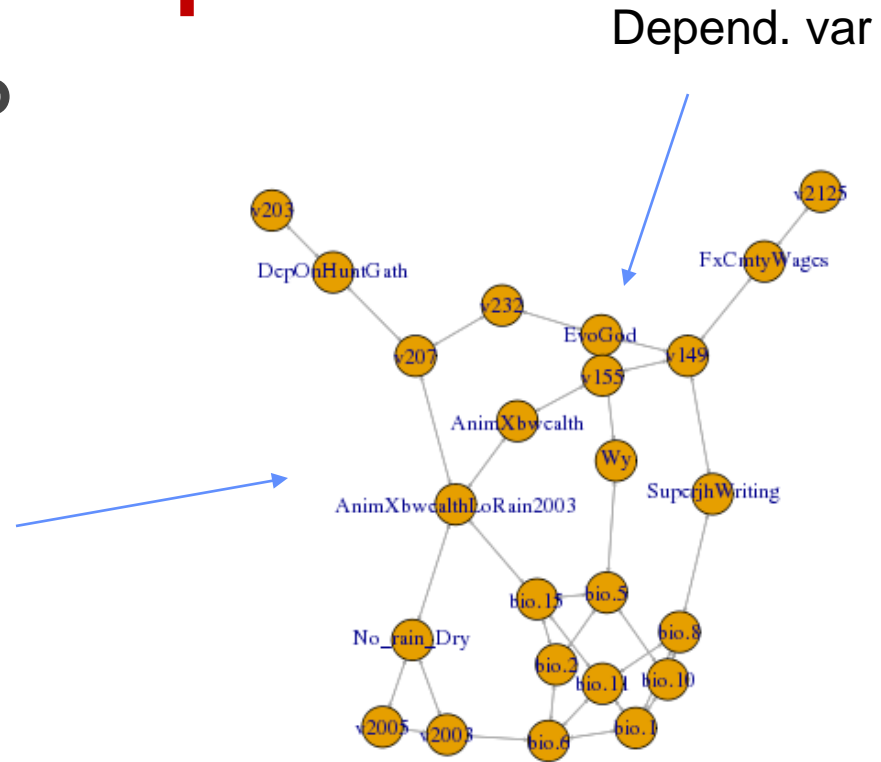 Depend. var
v2125
v203
FxCmtyWages
DepOnHuntGath
v232
EvoGod
v149
v207
v155
AnimXbwealth
Wy
SuperjhWriting
AnimXbwealthLoRain2003
bio.15
bio.5
No_rain_Dry
bio.8
bio.2
bio.11
bio.10
v2005
v2003
bio.6
bio.1